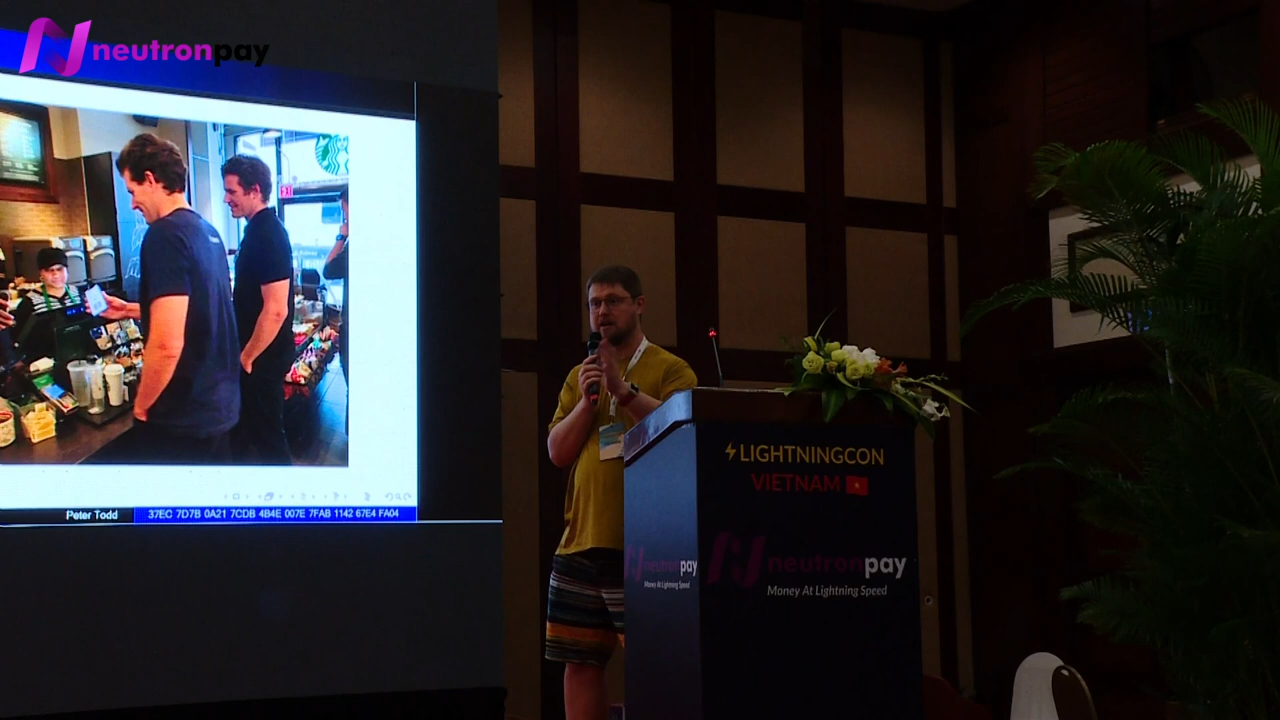 neutronpay
Peter Todd
37EC 7D7B 0A21 7CDB 4B4E 007E 7FAB 1142 67E4 FA04
LIGHTNINGCON
VIETNAM
neutronpay
Money At Lightning Speed
neutronpay
Money At Lightning Speed